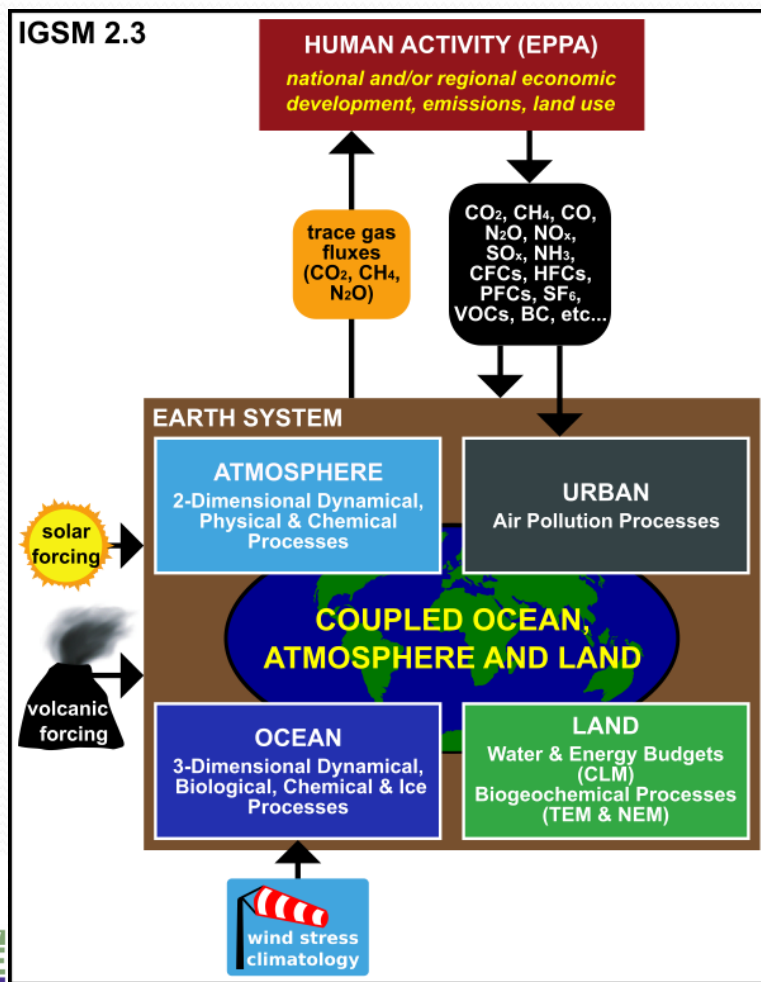 IGSM 2.3
HUMAN ACTIVITY (EPPA)
national and/or regional economic
development, emissions, land use
trace gas
fluxes
(CO₂, CH₄,
N₂O)
CO₂, CH₄, CO,
N₂O, NOₓ,
SOₓ, NH₃,
CFCs, HFCs,
PFCs, SF₆,
VOCs, BC, etc...
EARTH SYSTEM
ATMOSPHERE
2-Dimensional Dynamical,
Physical & Chemical
Processes
URBAN
Air Pollution Processes
solar
forcing
COUPLED OCEAN,
ATMOSPHERE AND LAND
volcanic
forcing
OCEAN
3-Dimensional Dynamical,
Biological, Chemical & Ice
Processes
LAND
Water & Energy Budgets
(CLM)
Biogeochemical Processes
(TEM & NEM)
wind stress
climatology